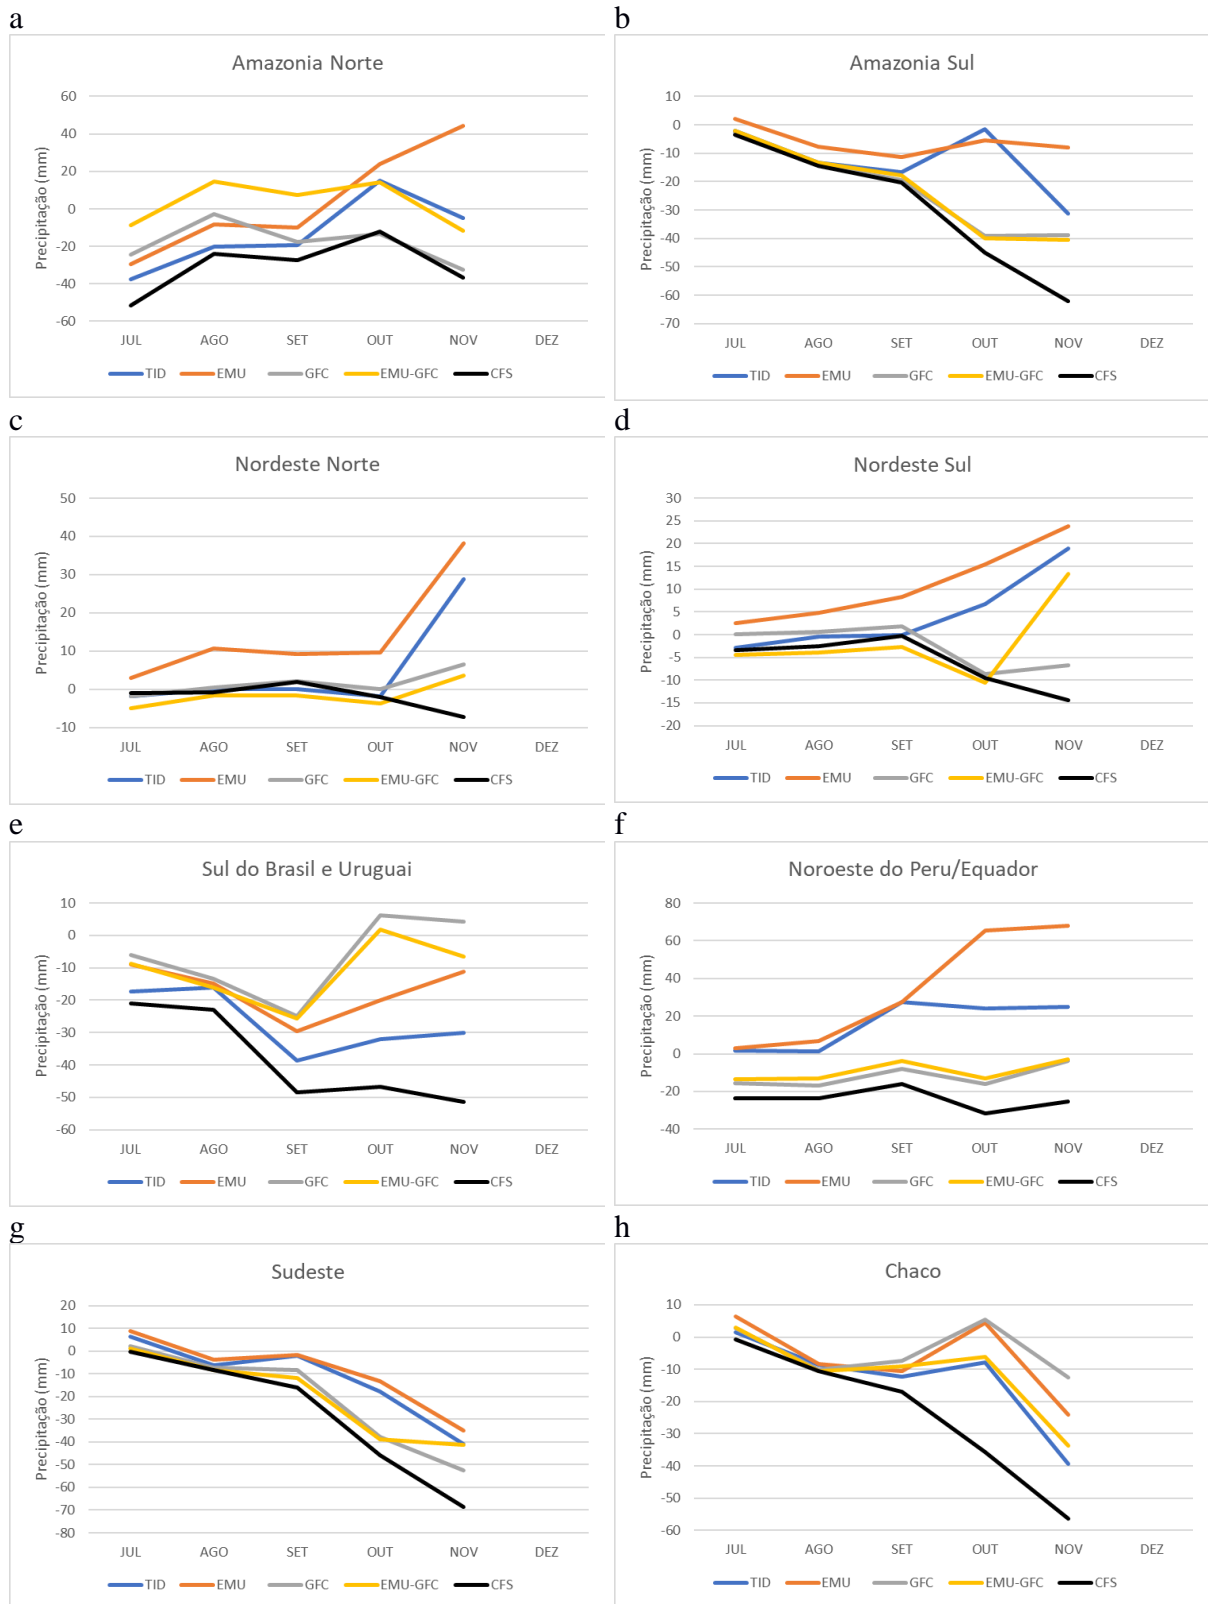 a
Amazonia Norte
Precipitação (mm)
60
40
20
0
-20
-40
-60
JUL AGO SET OUT NOV DEZ
TID EMU GFC EMU-GFC CFS
b
Amazonia Sul
Precipitação (mm)
10
0
-10
-20
-30
-40
-50
-60
-70
JUL AGO SET OUT NOV DEZ
TID EMU GFC EMU-GFC CFS
c
Nordeste Norte
Precipitação (mm)
50
40
30
20
10
0
-10
JUL AGO SET OUT NOV DEZ
TID EMU GFC EMU-GFC CFS
d
Nordeste Sul
Precipitação (mm)
30
25
20
15
10
5
0
-5
-10
-15
-20
JUL AGO SET OUT NOV DEZ
TID EMU GFC EMU-GFC CFS
e
Sul do Brasil e Uruguai
Precipitação (mm)
10
0
-10
-20
-30
-40
-50
-60
JUL AGO SET OUT NOV DEZ
TID EMU GFC EMU-GFC CFS
f
Noroeste do Peru/Equador
Precipitação (mm)
80
60
40
20
0
-20
-40
JUL AGO SET OUT NOV DEZ
TID EMU GFC EMU-GFC CFS
g
Sudeste
Precipitação (mm)
20
10
0
-10
-20
-30
-40
-50
-60
-70
-80
JUL AGO SET OUT NOV DEZ
TID EMU GFC EMU-GFC CFS
h
Chaco
Precipitação (mm)
10
0
-10
-20
-30
-40
-50
-60
JUL AGO SET OUT NOV DEZ
TID EMU GFC EMU-GFC CFS